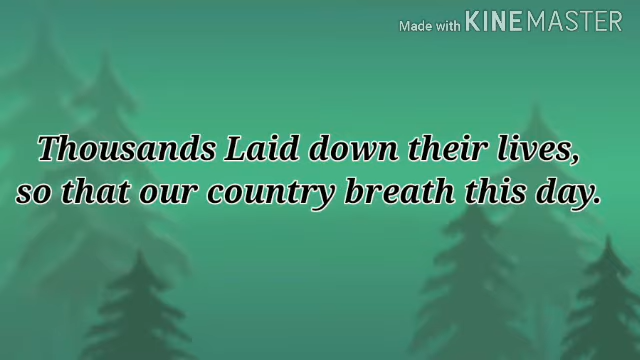 Made with KINEMASTER
Thousands Laid down their lives,
so that our country breath this day.